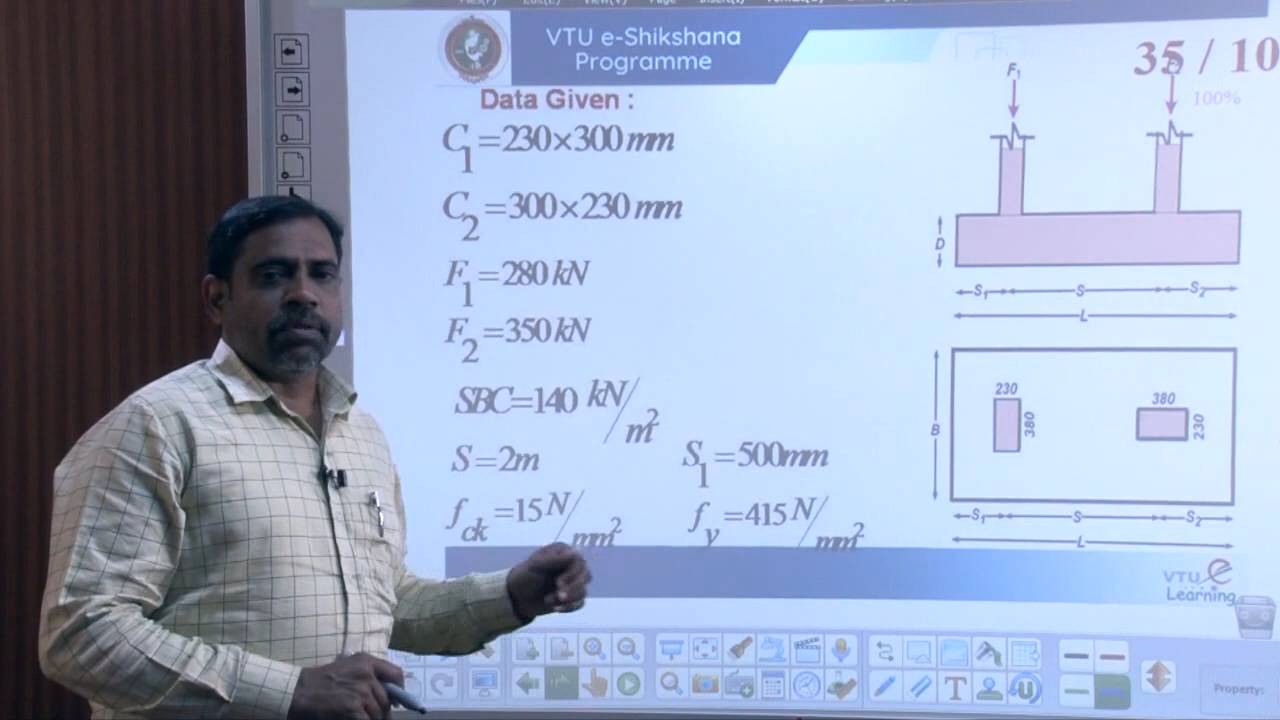 VTU e-Shikshana
Programme
35 / 10
100%
Data Given :
C1 =230×300 mm
C2 =300×230 mm
F1 =280 kN
F2 =350 kN
SBC=140 kN/m2
S =2m
S1 =500mm
fck =15 N/mm2
fy =415 N/mm2
F1
D
S1 S S2
L
230
380
380
230
B
S1 S S2
L
VTU e
Learning
T
U